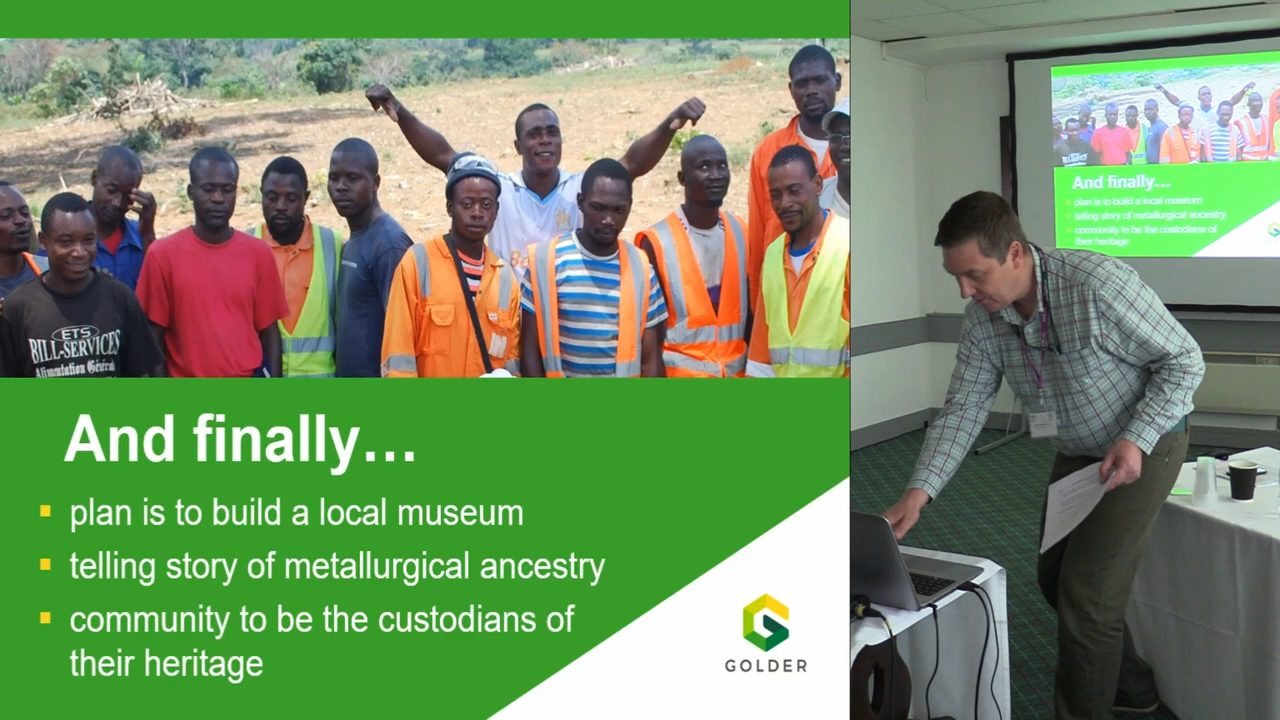 ETS
BILL-SERVICES
Alimentation Général
And finally…
plan is to build a local museum
telling story of metallurgical ancestry
community to be the custodians of
their heritage
GOLDER
And finally…
plan is to build a local museum
telling story of metallurgical ancestry
community to be the custodians of
their heritage